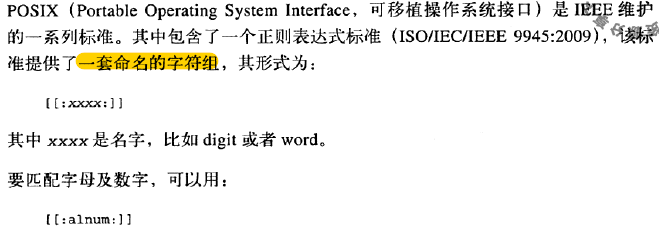 POSIX（Portable Operating System Interface，可移植操作系统接口）是 IEEE 维护
的一系列标准。其中包含了一个正则表达式标准（ISO/IEC/IEEE 9945:2009），该标
准提供了一套命名的字符组，其形式为：
[[:xxxx:]]
其中 xxxx 是名字，比如 digit 或者 word。
要匹配字母及数字，可以用：
[[:alnum:]]